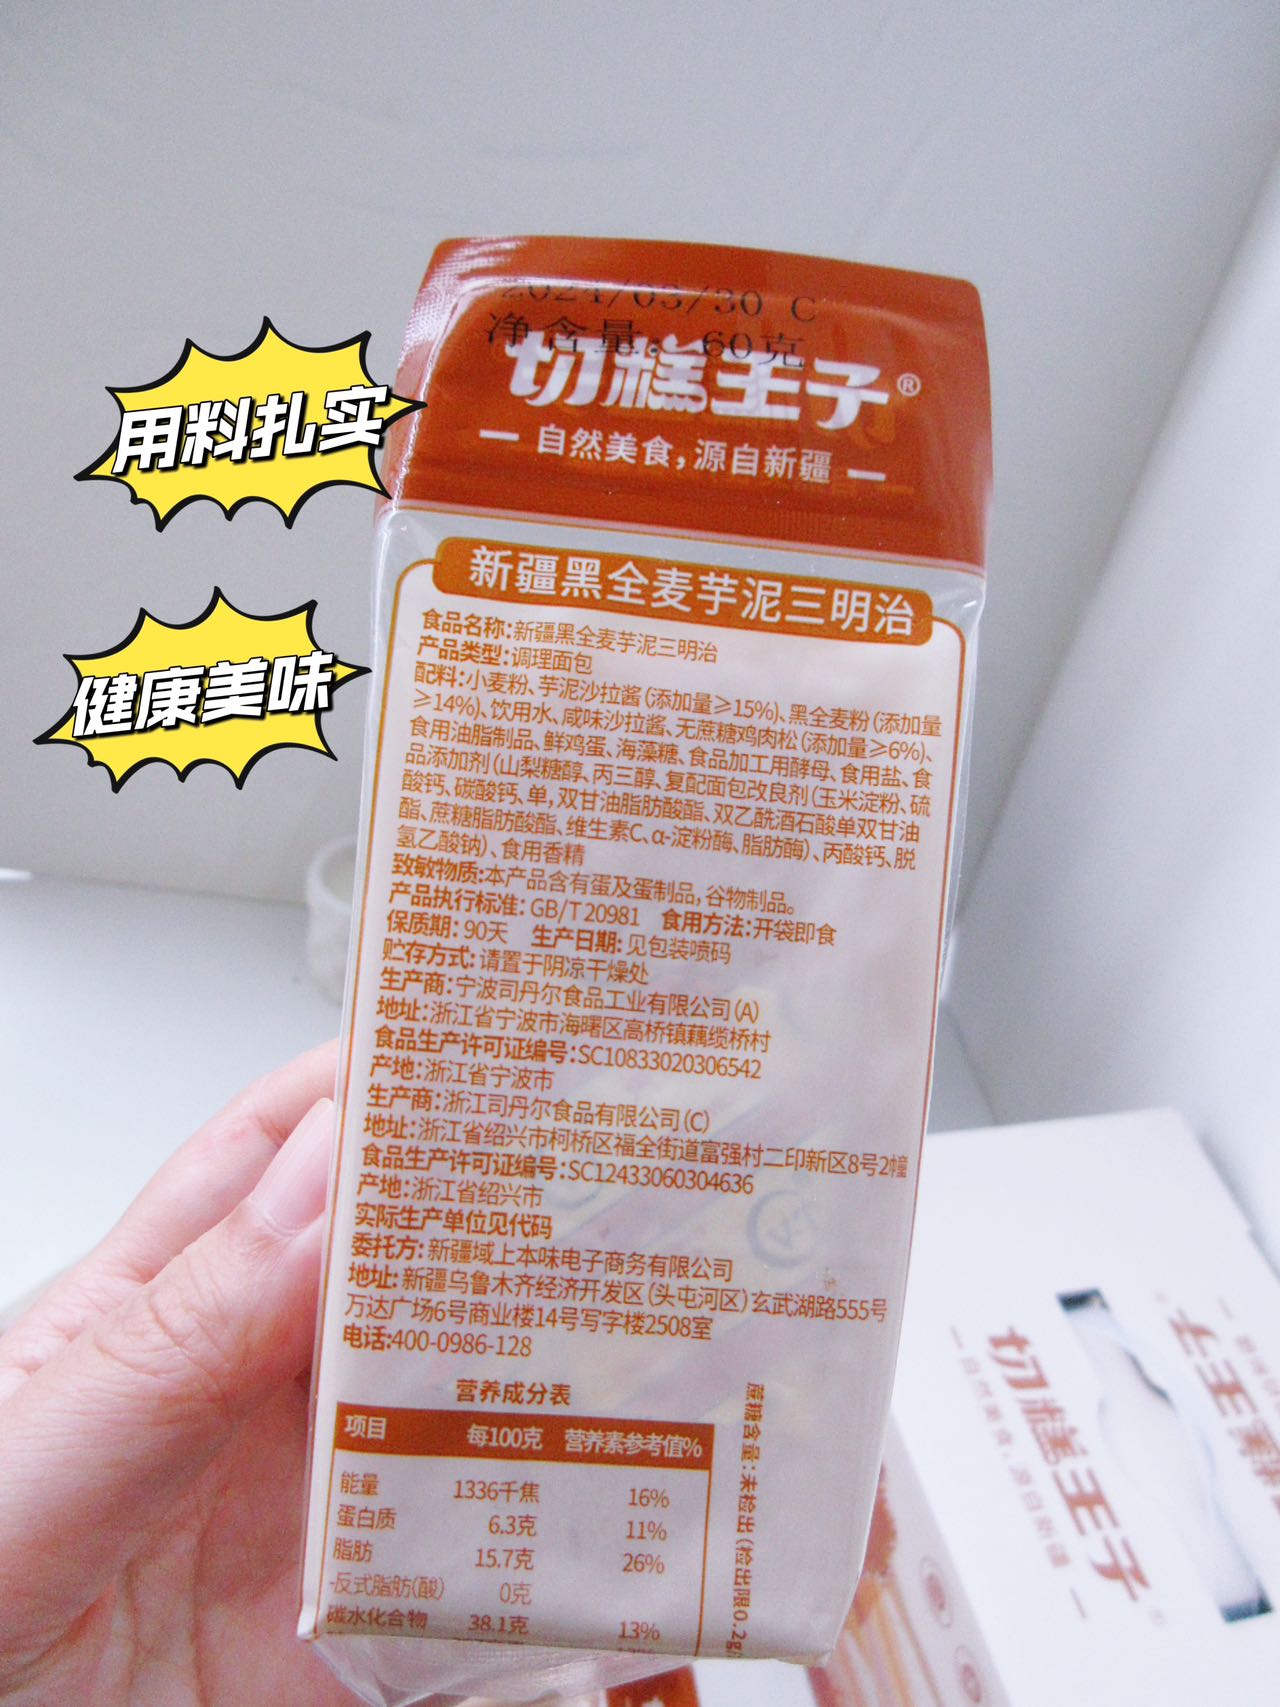 2024/03/30 C
净含量：60克
切糕王子®
自然美食，源自新疆
用料扎实
健康美味
新疆黑全麦芋泥三明治
食品名称：新疆黑全麦芋泥三明治
产品类型：调理面包
配料：小麦粉、芋泥沙拉酱（添加量≥15%）、黑全麦粉（添加量
≥14%）、饮用水、咸味沙拉酱、无蔗糖鸡肉松（添加量≥6%）、
食用油脂制品、鲜鸡蛋、海藻糖、食品加工用酵母、食用盐、食
品添加剂（山梨糖醇、丙三醇、复配面包改良剂（玉米淀粉、硫
酸钙、碳酸钙、单，双甘油脂肪酸酯、双乙酰酒石酸单双甘油
酯、蔗糖脂肪酸酯、维生素C、α-淀粉酶、脂肪酶）、丙酸钙、脱
氢乙酸钠）、食用香精
致敏物质：本产品含有蛋及蛋制品，谷物制品。
产品执行标准：GB/T 20981 食用方法：开袋即食
保质期：90天 生产日期：见包装喷码
贮存方式：请置于阴凉干燥处
生产商：宁波司丹尔食品工业有限公司（A）
地址：浙江省宁波市海曙区高桥镇藕缆桥村
食品生产许可证编号：SC10833020306542
产地：浙江省宁波市
生产商：浙江司丹尔食品有限公司（C）
地址：浙江省绍兴市柯桥区福全街道富强村二印新区8号2幢
食品生产许可证编号：SC12433060304636
产地：浙江省绍兴市
实际生产单位见代码
委托方：新疆域上本味电子商务有限公司
地址：新疆乌鲁木齐经济开发区（头屯河区）玄武湖路555号
万达广场6号商业楼14号写字楼2508室
电话：400-0986-128
营养成分表
项目 每100克 营养素参考值%
能量 1336千焦 16%
蛋白质 6.3克 11%
脂肪 15.7克 26%
-反式脂肪（酸） 0克
碳水化合物 38.1克 13%
蔗糖含量：未检出（检出限0.2g/
切糕王子
自然美食，源自新疆